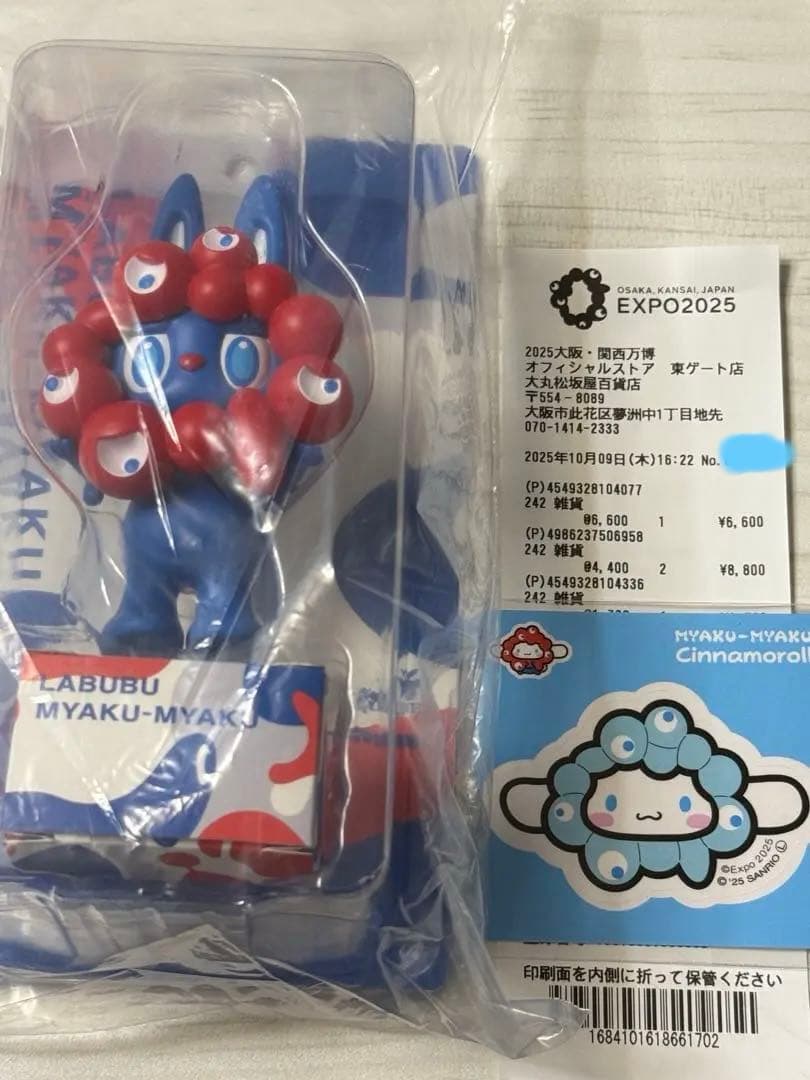 LABUBU
MYAKU-MYAKU
OSAKA, KANSAI, JAPAN
EXPO2025
2025大阪・関西万博
オフィシャルストア 東ゲート店
大丸松坂屋百貨店
〒554-8089
大阪市此花区夢洲中1丁目地先
070-1414-2333
2025年10月09日(木)16:22 No.
(P)4549328104077
242 雑貨
@6,600 1 ¥6,600
(P)4986237506958
242 雑貨
@4,400 2 ¥8,800
(P)4549328104336
242 雑貨
MYAKU-MYAKU
Cinnamoroll
©Expo 2025
©'25 SANRIO Ⓛ
印刷面を内側に折って保管ください
1684101618661702